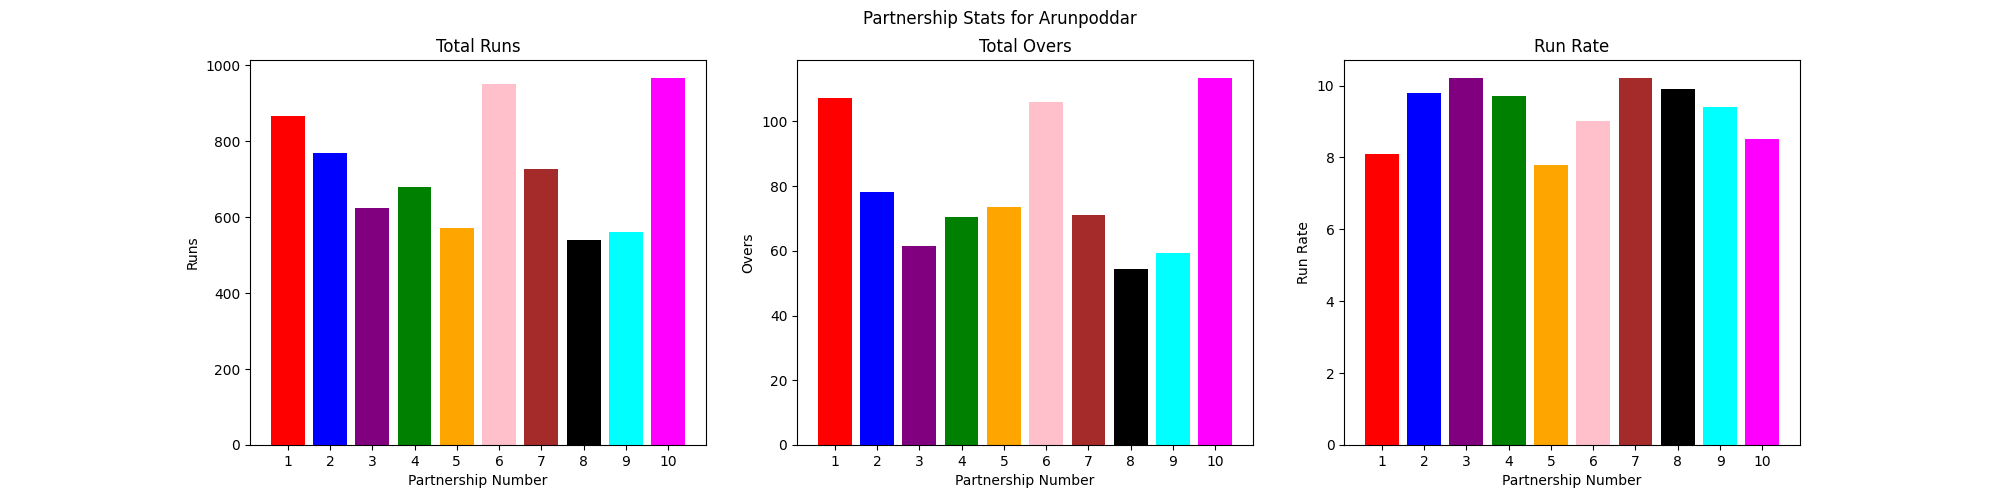 Partnership Stats for Arunpoddar
Total Runs
Runs
1000
800
600
400
200
0
1 2 3 4 5 6 7 8 9 10
Partnership Number
Total Overs
Overs
100
80
60
40
20
0
1 2 3 4 5 6 7 8 9 10
Partnership Number
Run Rate
Run Rate
10
8
6
4
2
0
1 2 3 4 5 6 7 8 9 10
Partnership Number